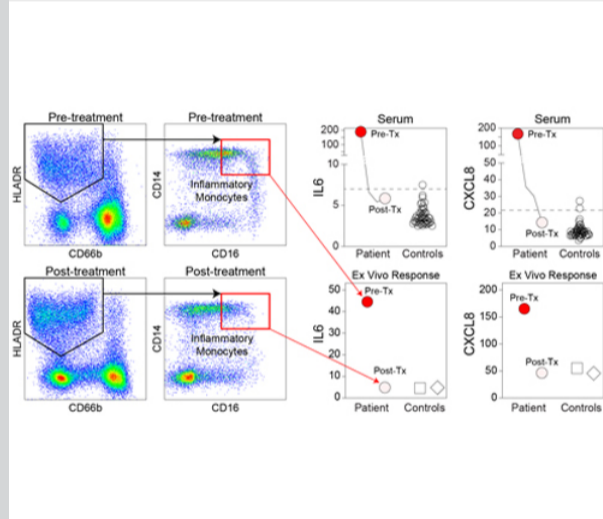 Pre-treatment
HLADR
CD66b
Pre-treatment
CD14
Inflammatory
Monocytes
CD16
Serum
IL6
200
100
10
5
0
Pre-Tx
Post-Tx
Patient Controls
Serum
CXCL8
200
100
50
40
30
20
10
0
Pre-Tx
Post-Tx
Patient Controls
Post-treatment
HLADR
CD66b
Post-treatment
CD14
Inflammatory
Monocytes
CD16
Ex Vivo Response
IL6
50
40
30
20
10
0
Pre-Tx
Post-Tx
Patient Controls
Ex Vivo Response
CXCL8
200
150
100
50
0
Pre-Tx
Post-Tx
Patient Controls